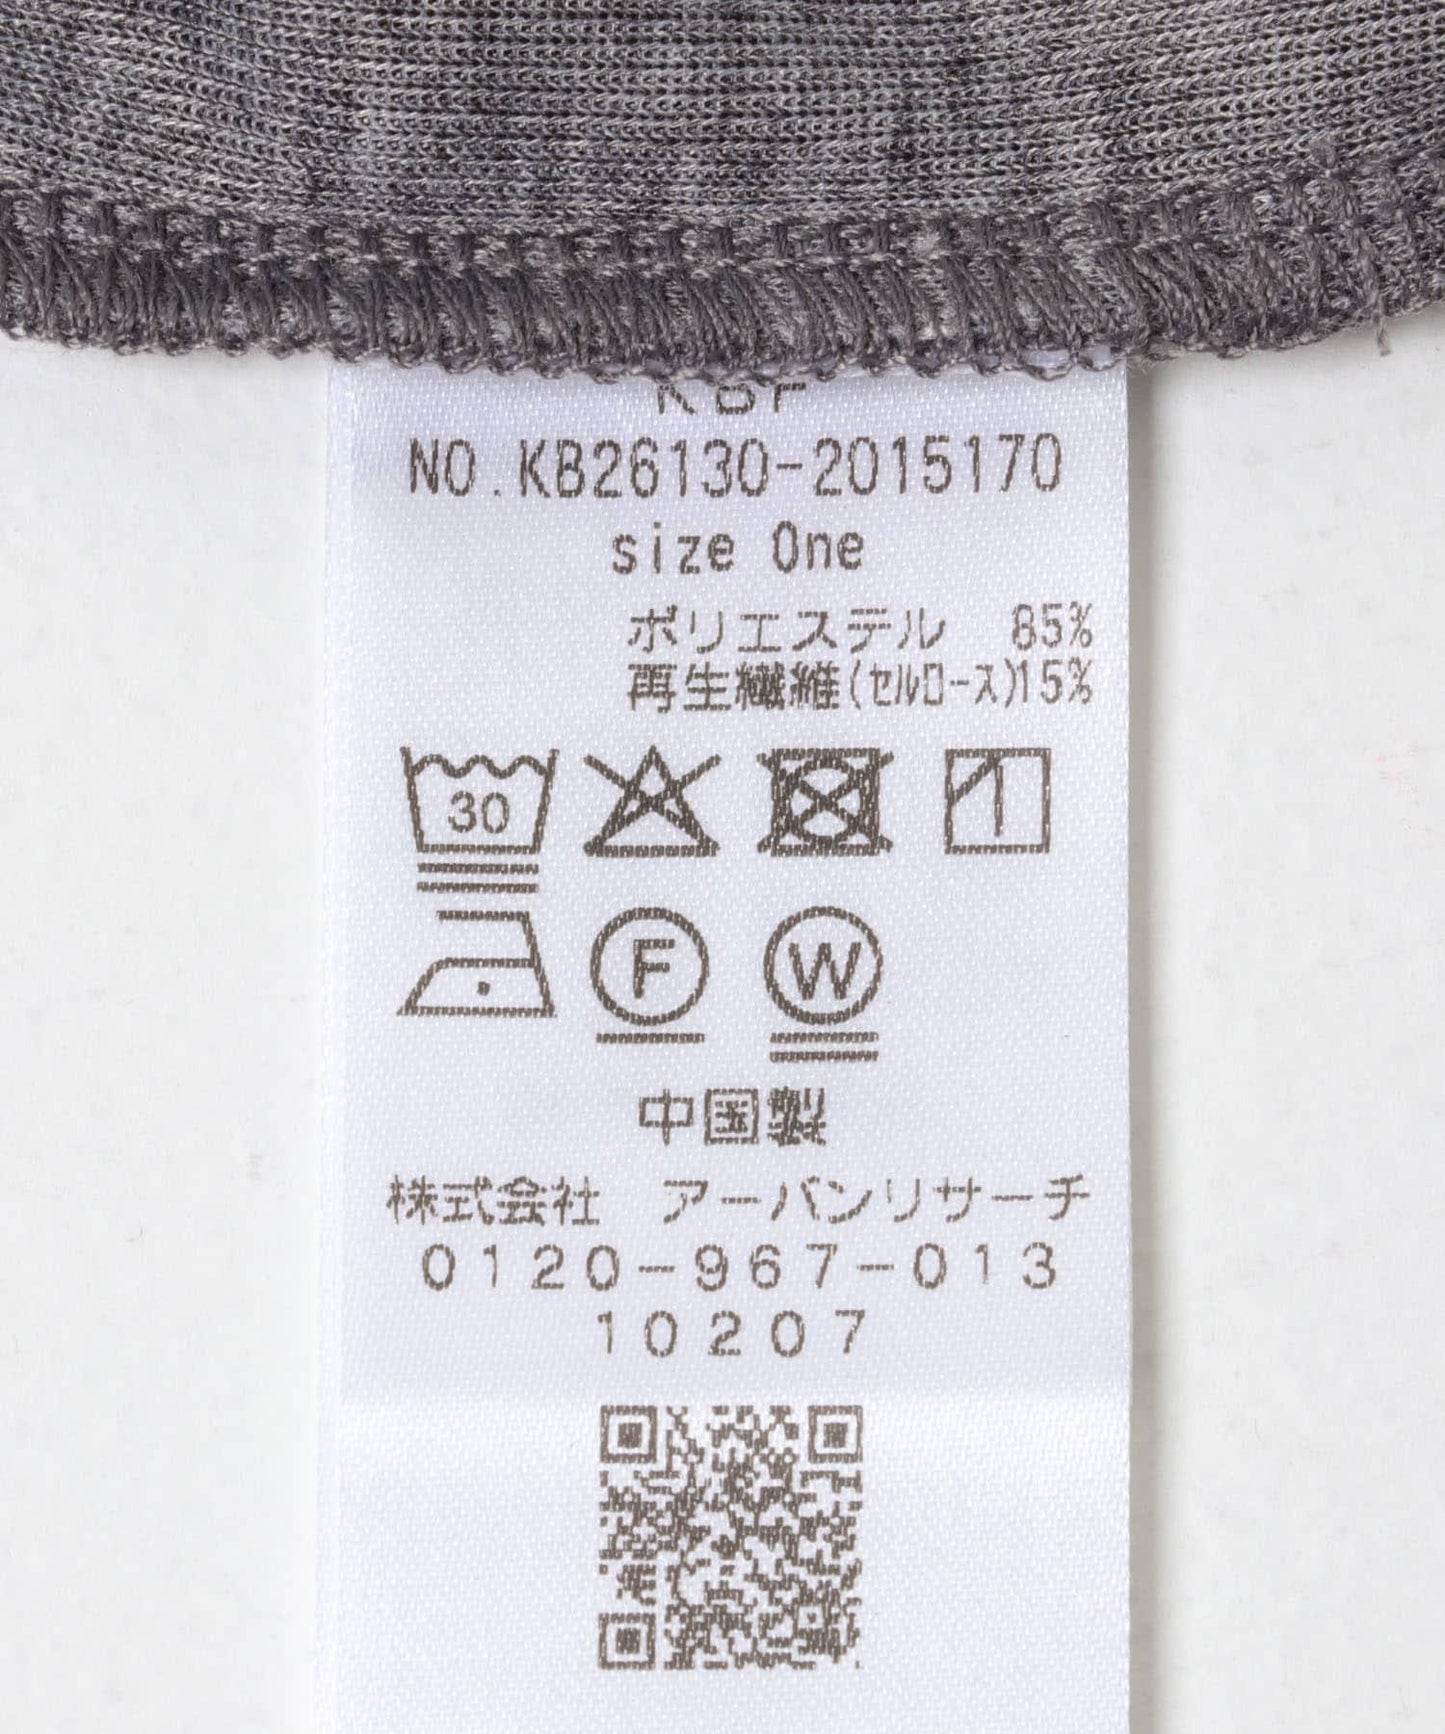 KBF
NO.KB26130-2015170
size One
ポリエステル 85%
再生繊維(セルロース)15%
30
F W
中国製
株式会社 アーバンリサーチ
0120-967-013
10207